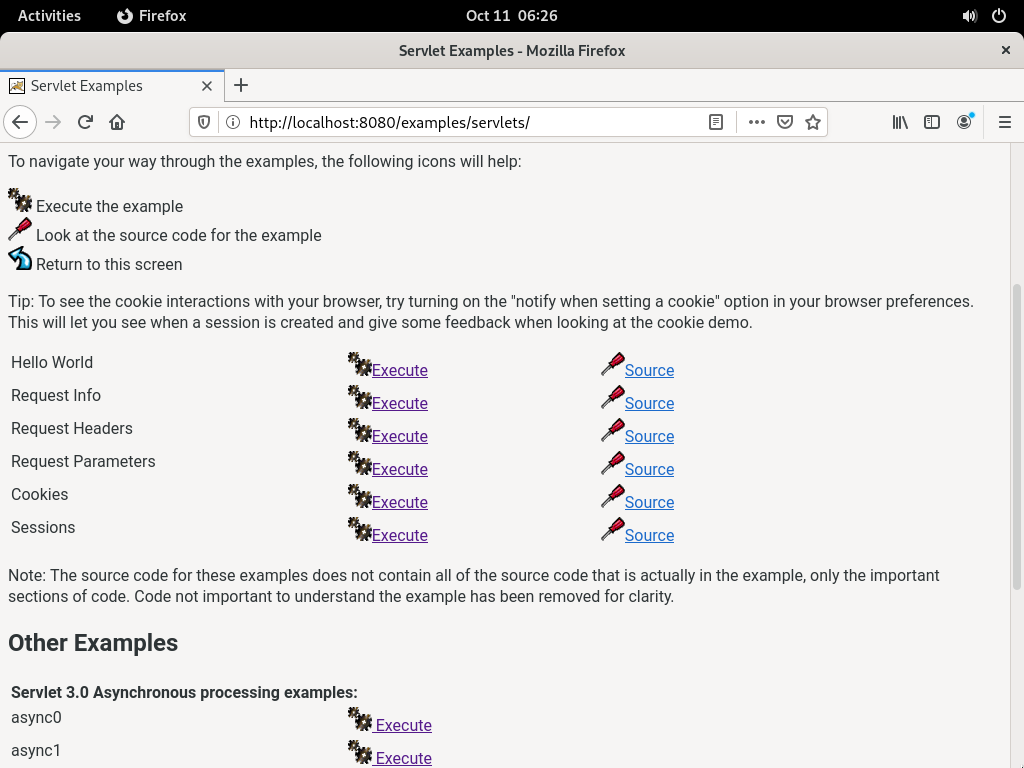 Activities Firefox Oct 11 06:26
Servlet Examples - Mozilla Firefox
Servlet Examples
http://localhost:8080/examples/servlets/
To navigate your way through the examples, the following icons will help:
Execute the example
Look at the source code for the example
Return to this screen
Tip: To see the cookie interactions with your browser, try turning on the "notify when setting a cookie" option in your browser preferences.
This will let you see when a session is created and give some feedback when looking at the cookie demo.
Hello World Execute Source
Request Info Execute Source
Request Headers Execute Source
Request Parameters Execute Source
Cookies Execute Source
Sessions Execute Source
Note: The source code for these examples does not contain all of the source code that is actually in the example, only the important
sections of code. Code not important to understand the example has been removed for clarity.
Other Examples
Servlet 3.0 Asynchronous processing examples:
async0 Execute
async1 Execute